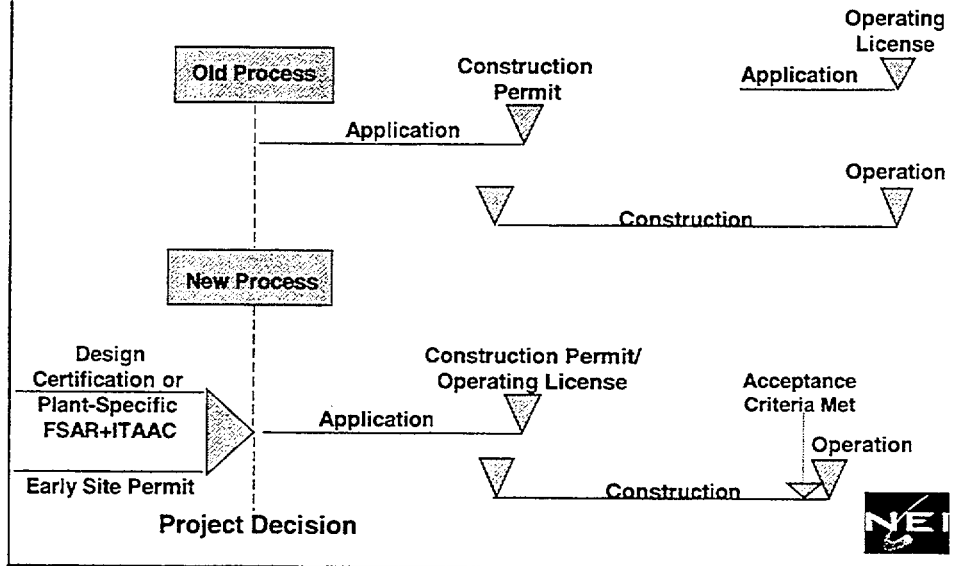 Operating
License
Old Process
Construction
Permit
Application
Application
Operation
Construction
New Process
Design
Certification or
Plant-Specific
FSAR+ITAAC
Construction Permit/
Operating License
Acceptance
Criteria Met
Application
Operation
Early Site Permit
Construction
Project Decision
NEI